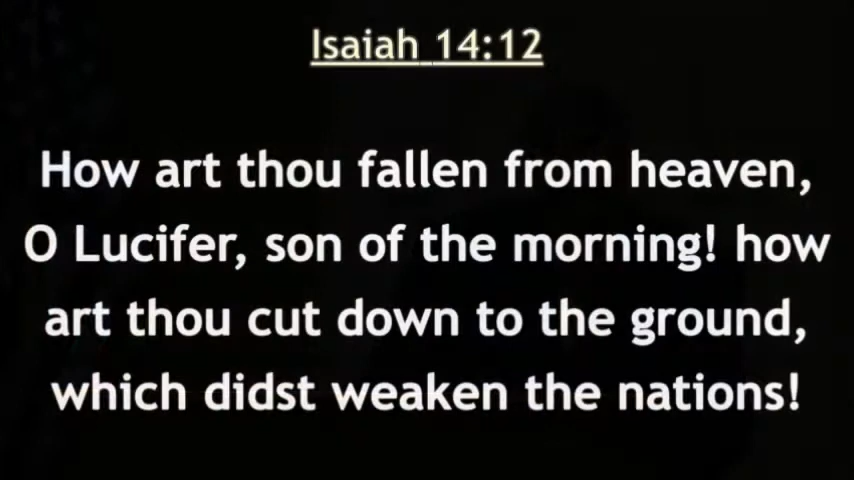 Isaiah 14:12
How art thou fallen from heaven,
O Lucifer, son of the morning! how
art thou cut down to the ground,
which didst weaken the nations!